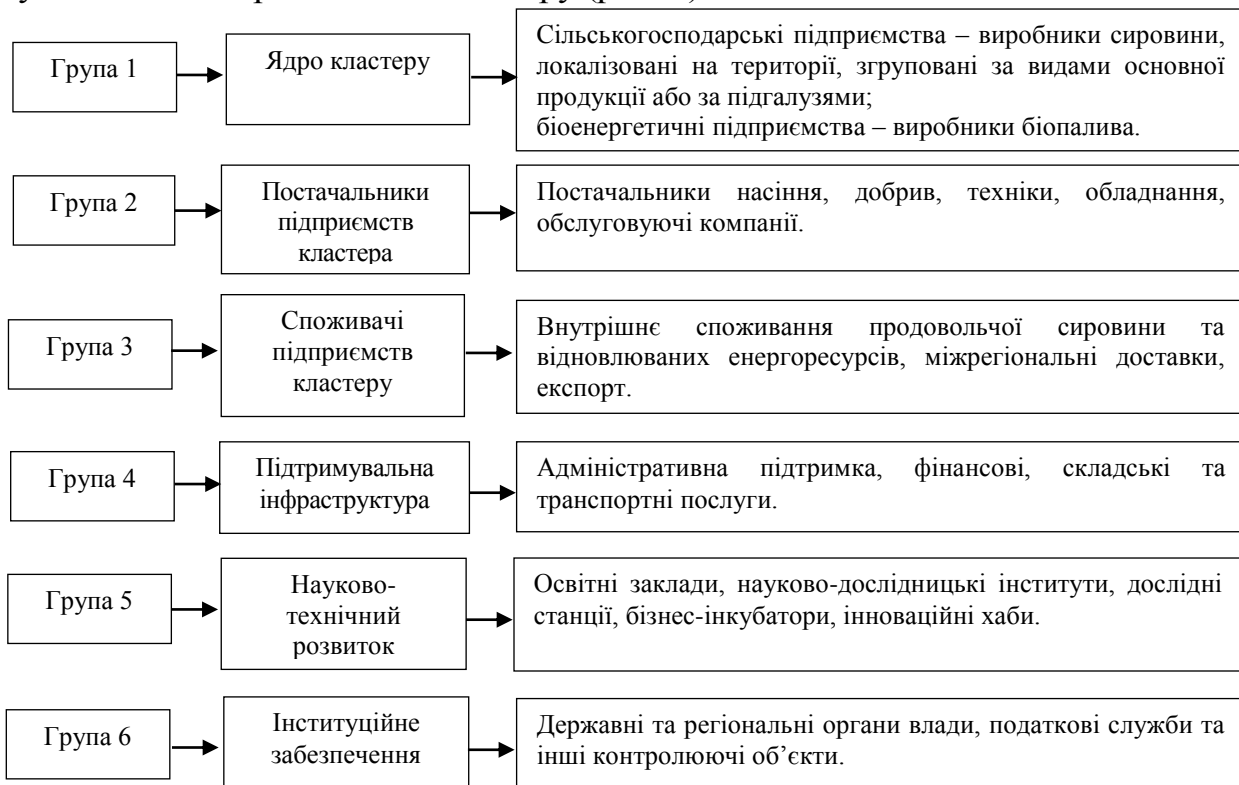 Група 1
Ядро кластеру
Сільськогосподарські підприємства – виробники сировини,
локалізовані на території, згруповані за видами основної
продукції або за підгалузями;
біоенергетичні підприємства – виробники біопалива.
Група 2
Постачальники
підприємств
кластера
Постачальники насіння, добрив, техніки, обладнання,
обслуговуючі компанії.
Група 3
Споживачі
підприємств
кластеру
Внутрішнє споживання продовольчої сировини та
відновлюваних енергоресурсів, міжрегіональні доставки,
експорт.
Група 4
Підтримувальна
інфраструктура
Адміністративна підтримка, фінансові, складські та
транспортні послуги.
Група 5
Науково-
технічний
розвиток
Освітні заклади, науково-дослідницькі інститути, дослідні
станції, бізнес-інкубатори, інноваційні хаби.
Група 6
Інституційне
забезпечення
Державні та регіональні органи влади, податкові служби та
інші контролюючі об’єкти.